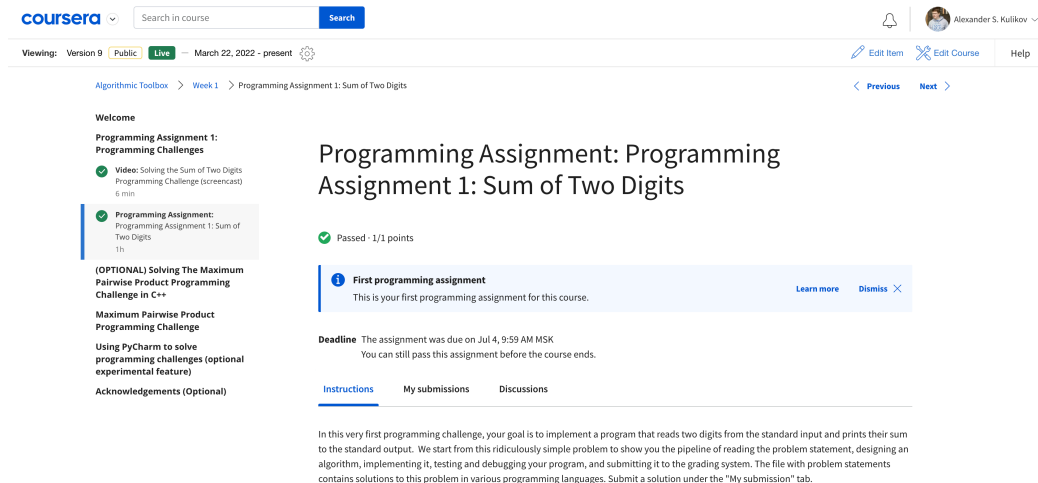 coursera
Search in course
Search
Alexander S. Kulikov
Viewing: Version 9 Public Live — March 22, 2022 - present
Edit Item
Edit Course
Help
Algorithmic Toolbox > Week 1 > Programming Assignment 1: Sum of Two Digits
< Previous
Next >
Welcome
Programming Assignment 1:
Programming Challenges
Video: Solving the Sum of Two Digits
Programming Challenge (screencast)
6 min
Programming Assignment:
Programming Assignment 1: Sum of
Two Digits
1h
(OPTIONAL) Solving The Maximum
Pairwise Product Programming
Challenge in C++
Maximum Pairwise Product
Programming Challenge
Using PyCharm to solve
programming challenges (optional
experimental feature)
Acknowledgements (Optional)
Programming Assignment: Programming
Assignment 1: Sum of Two Digits
Passed · 1/1 points
First programming assignment
This is your first programming assignment for this course.
Learn more
Dismiss
Deadline The assignment was due on Jul 4, 9:59 AM MSK
You can still pass this assignment before the course ends.
Instructions
My submissions
Discussions
In this very first programming challenge, your goal is to implement a program that reads two digits from the standard input and prints their sum
to the standard output. We start from this ridiculously simple problem to show you the pipeline of reading the problem statement, designing an
algorithm, implementing it, testing and debugging your program, and submitting it to the grading system. The file with problem statements
contains solutions to this problem in various programming languages. Submit a solution under the "My submission" tab.